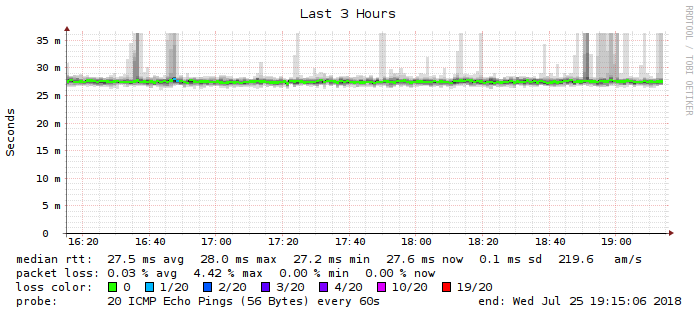 Last 3 Hours
RRDTOOL / TOBI OETIKER
Seconds
35 m
30 m
25 m
20 m
15 m
10 m
5 m
0
16:20 16:40 17:00 17:20 17:40 18:00 18:20 18:40 19:00
median rtt: 27.5 ms avg 28.0 ms max 27.2 ms min 27.6 ms now 0.1 ms sd 219.6 am/s
packet loss: 0.03 % avg 4.42 % max 0.00 % min 0.00 % now
loss color: 0 1/20 2/20 3/20 4/20 10/20 19/20
probe: 20 ICMP Echo Pings (56 Bytes) every 60s end: Wed Jul 25 19:15:06 2018